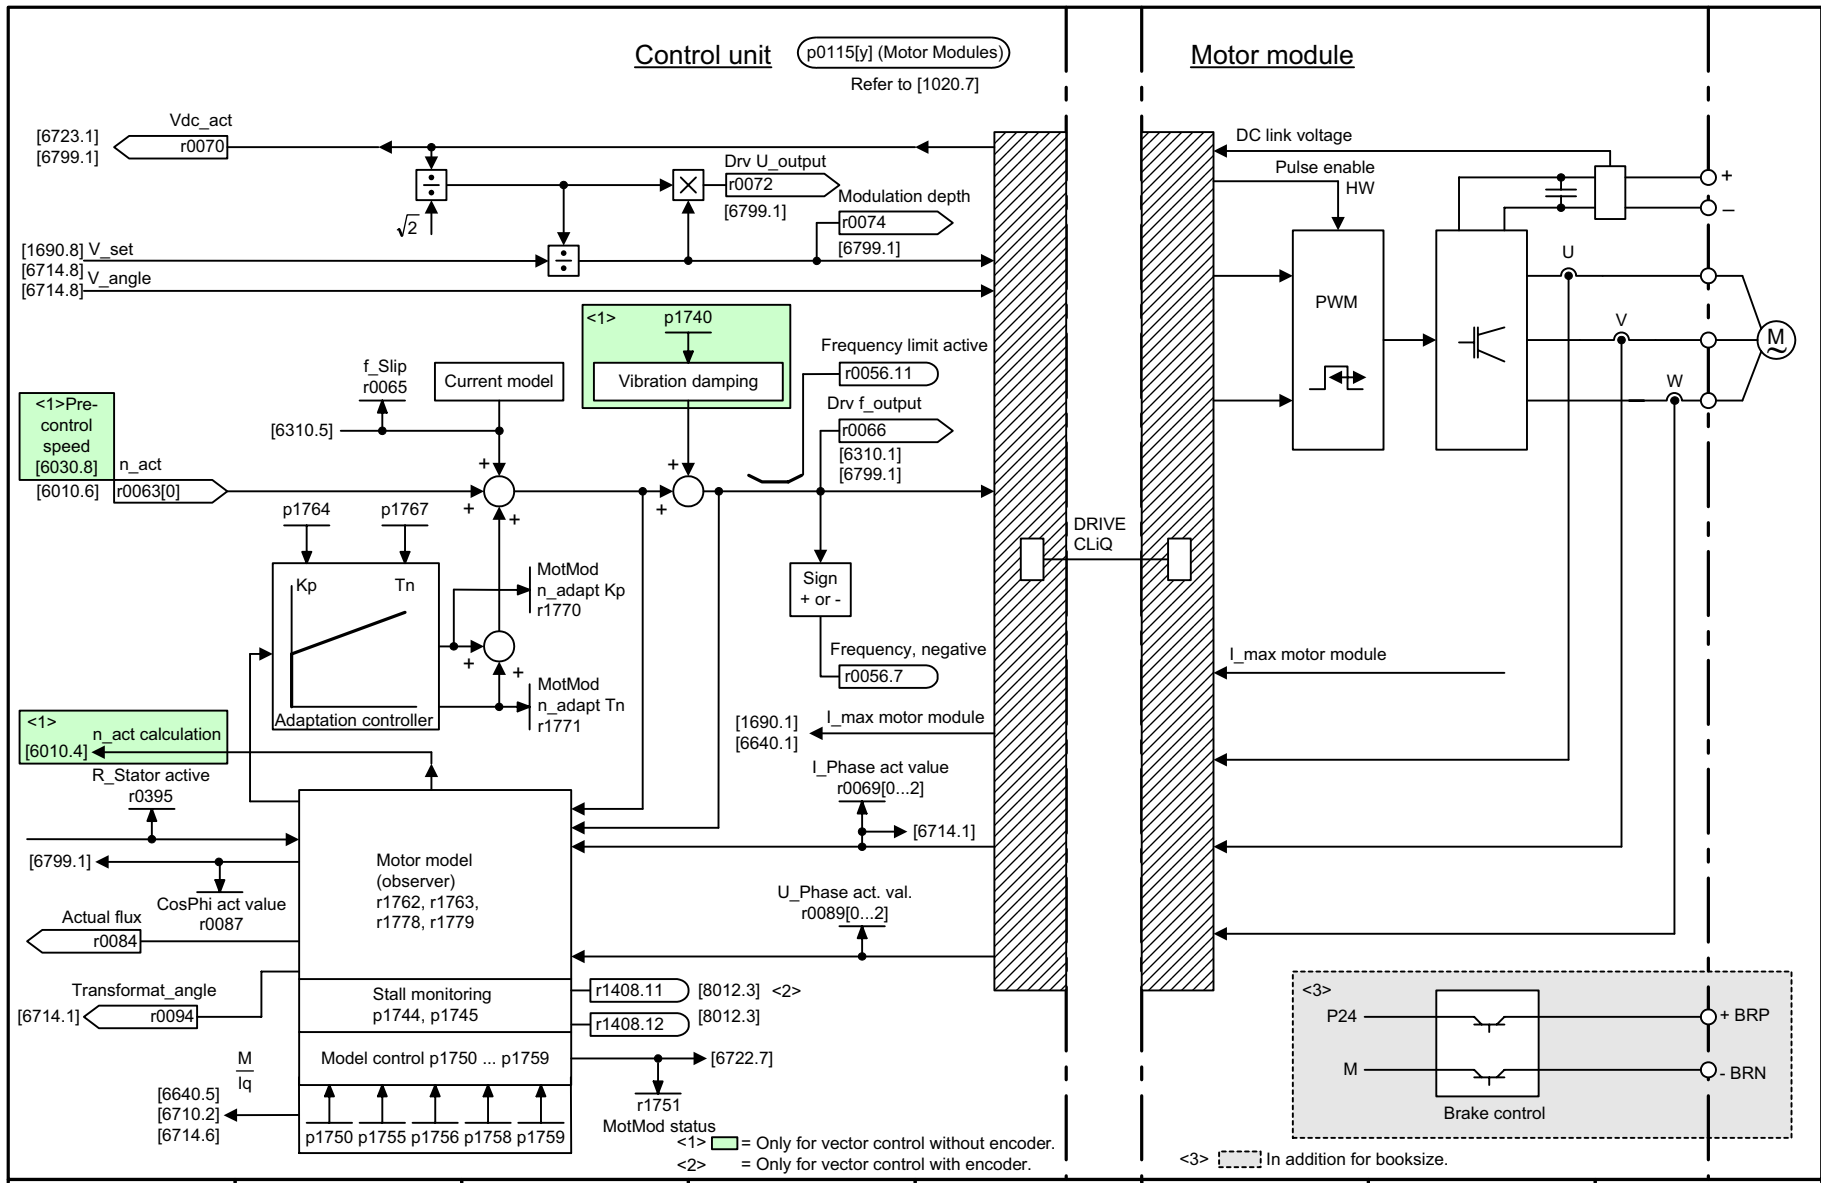 Control unit
p0115[y] (Motor Modules)
Refer to [1020.7]
Motor module
Vdc_act
[6723.1]
[6799.1]
r0070
DC link voltage
Pulse enable
HW
+
–
÷
√2
×
Drv U_output
r0072
[6799.1]
Modulation depth
r0074
[6799.1]
[1690.8] V_set
[6714.8]
[6714.8] V_angle
÷
U
V
W
PWM
M
~
<1>
p1740
Vibration damping
Frequency limit active
r0056.11
Drv f_output
r0066
[6310.1]
[6799.1]
f_Slip
r0065
Current model
[6310.5]
<1>Pre-
control
speed
[6030.8]
[6010.6]
n_act
r0063[0]
+
+
+
+
+
p1764
p1767
Kp
Tn
Adaptation controller
MotMod
n_adapt Kp
r1770
+
+
MotMod
n_adapt Tn
r1771
Sign
+ or -
Frequency, negative
r0056.7
DRIVE
CLiQ
I_max motor module
[1690.1]
[6640.1]
I_max motor module
<1>
n_act calculation
[6010.4]
R_Stator active
r0395
I_Phase act value
r0069[0...2]
[6714.1]
[6799.1]
CosPhi act value
r0087
Motor model
(observer)
r1762, r1763,
r1778, r1779
U_Phase act. val.
r0089[0...2]
Actual flux
r0084
Transformat_angle
[6714.1]
r0094
Stall monitoring
p1744, p1745
r1408.11
[8012.3] <2>
r1408.12
[8012.3]
Model control p1750 ... p1759
[6722.7]
r1751
MotMod status
M
Iq
[6640.5]
[6710.2]
[6714.6]
p1750 p1755 p1756 p1758 p1759
<3>
P24
M
+ BRP
- BRN
Brake control
<1> = Only for vector control without encoder.
<2> = Only for vector control with encoder.
<3> In addition for booksize.